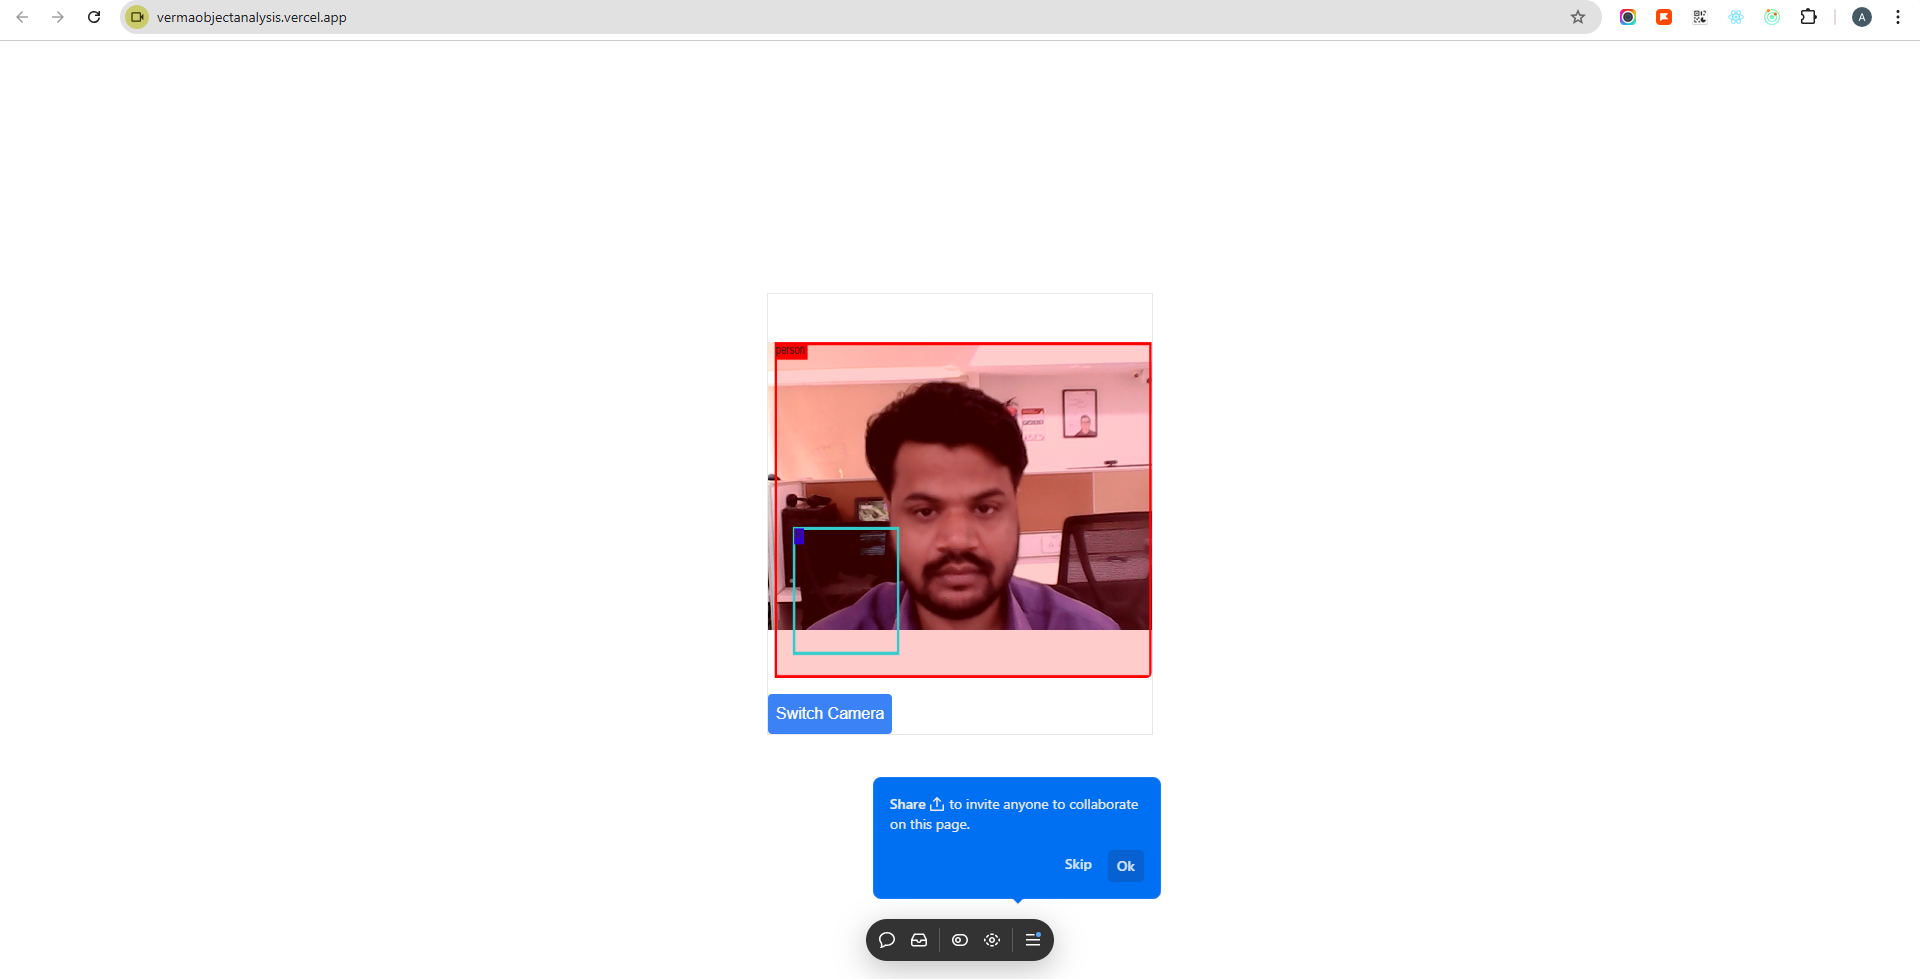 vermaobjectanalysis.vercel.app
A
person
Switch Camera
Share to invite anyone to collaborate
on this page.
Skip
Ok